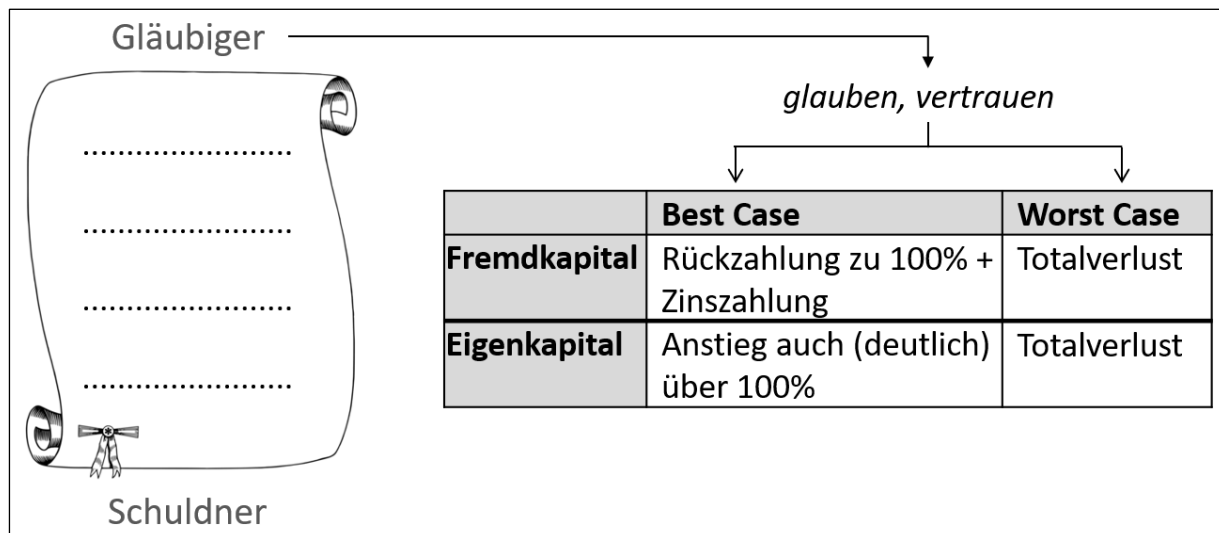 Gläubiger
glauben, vertrauen
Best Case Worst Case
Fremdkapital Rückzahlung zu 100% + Totalverlust
Zinszahlung
Eigenkapital Anstieg auch (deutlich) Totalverlust
über 100%
Schuldner